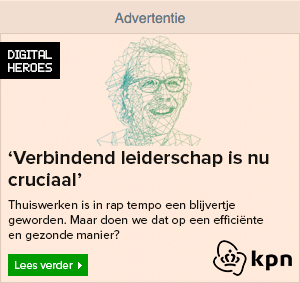 Advertentie
DIGITAL
HEROES
‘Verbindend leiderschap is nu
cruciaal’
Thuiswerken is in rap tempo een blijvertje
geworden. Maar doen we dat op een efficiënte
en gezonde manier?
Lees verder
kpn